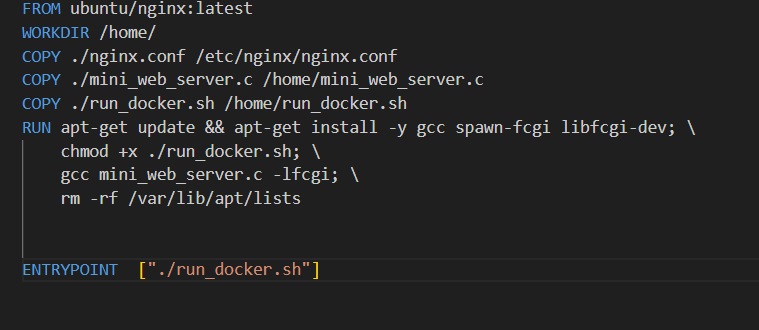 FROM ubuntu/nginx:latest
WORKDIR /home/
COPY ./nginx.conf /etc/nginx/nginx.conf
COPY ./mini_web_server.c /home/mini_web_server.c
COPY ./run_docker.sh /home/run_docker.sh
RUN apt-get update && apt-get install -y gcc spawn-fcgi libfcgi-dev; \
    chmod +x ./run_docker.sh; \
    gcc mini_web_server.c -lfcgi; \
    rm -rf /var/lib/apt/lists
ENTRYPOINT  ["./run_docker.sh"]